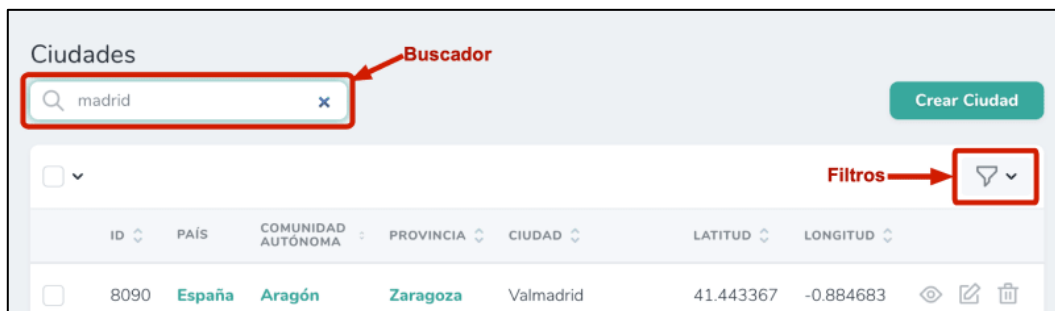 Ciudades
Buscador
madrid
Crear Ciudad
Filtros
ID PAÍS COMUNIDAD AUTÓNOMA PROVINCIA CIUDAD LATITUD LONGITUD
8090 España Aragón Zaragoza Valmadrid 41.443367 -0.884683